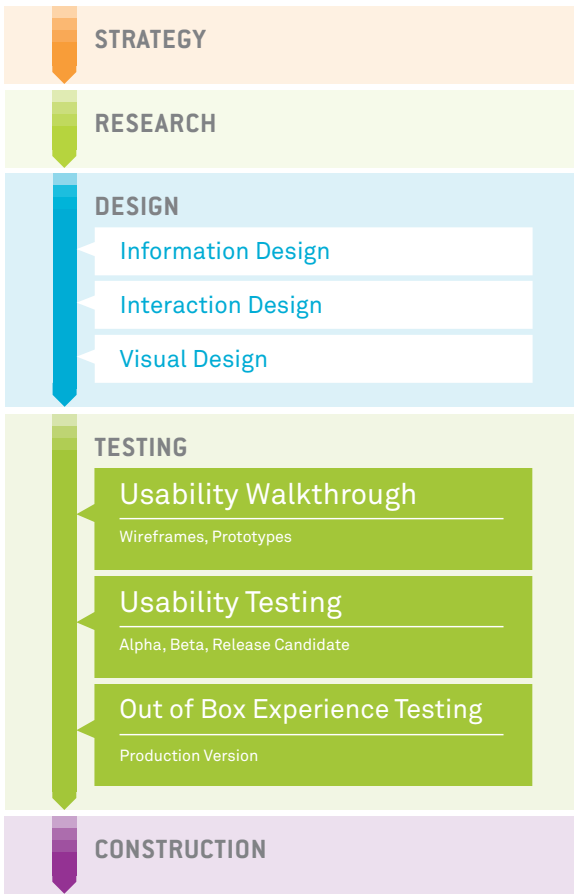 STRATEGY
RESEARCH
DESIGN
Information Design
Interaction Design
Visual Design
TESTING
Usability Walkthrough
Wireframes, Prototypes
Usability Testing
Alpha, Beta, Release Candidate
Out of Box Experience Testing
Production Version
CONSTRUCTION